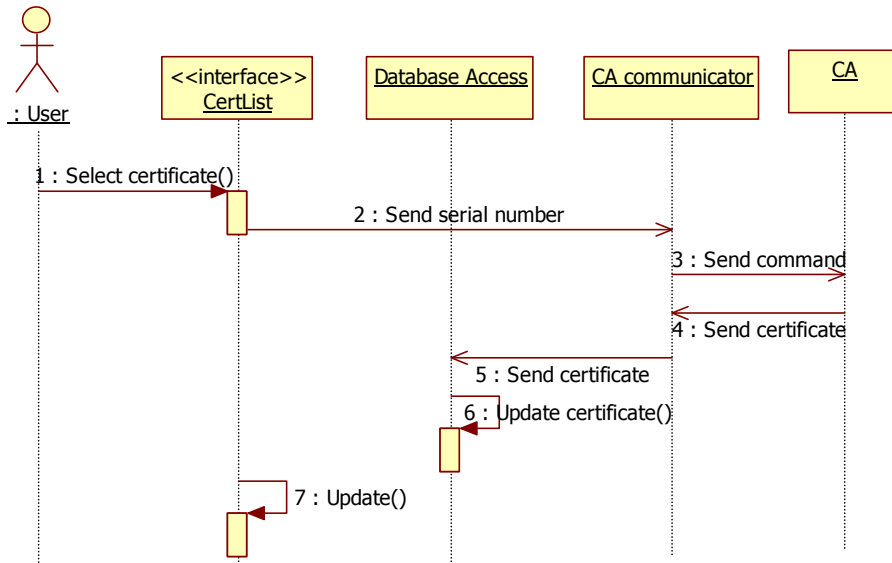 : User
<<interface>>
CertList
Database Access
CA communicator
CA
1 : Select certificate()
2 : Send serial number
3 : Send command
4 : Send certificate
5 : Send certificate
6 : Update certificate()
7 : Update()